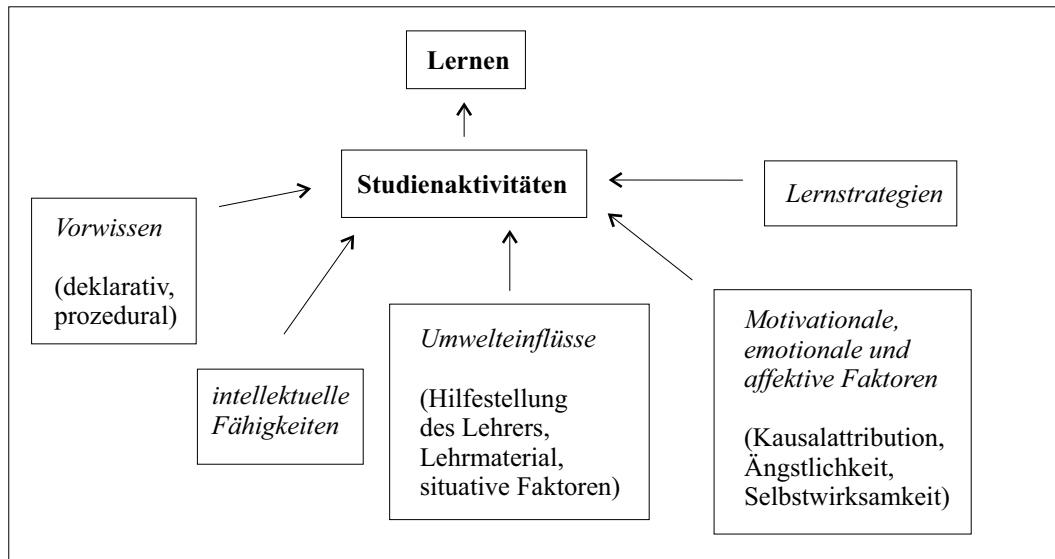 Lernen
Studienaktivitäten
Lernstrategien
Vorwissen
(deklarativ,
prozedural)
intellektuelle
Fähigkeiten
Umwelteinflüsse
(Hilfestellung
des Lehrers,
Lehrmaterial,
situative Faktoren)
Motivationale,
emotionale und
affektive Faktoren
(Kausalattribution,
Ängstlichkeit,
Selbstwirksamkeit)